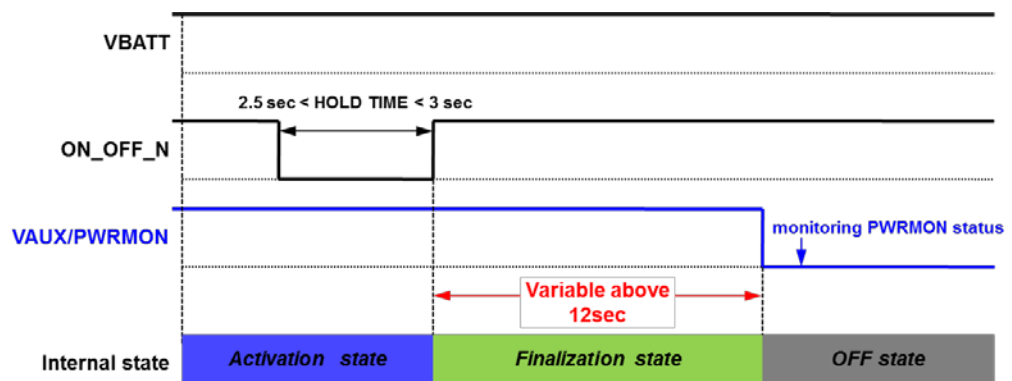 VBATT
2.5 sec < HOLD TIME < 3 sec
ON_OFF_N
VAUX/PWRMON
monitoring PWRMON status
Variable above
12sec
Internal state
Activation state
Finalization state
OFF state